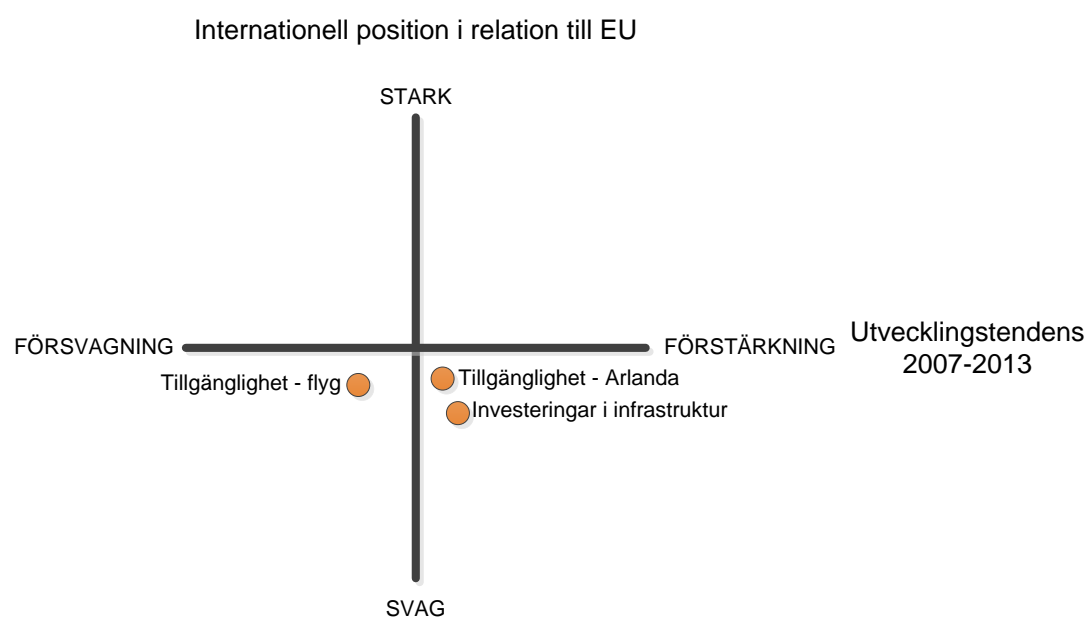 Internationell position i relation till EU
STARK
FÖRSVAGNING
FÖRSTÄRKNING
Utvecklingstendens
2007-2013
Tillgänglighet - flyg
Tillgänglighet - Arlanda
Investeringar i infrastruktur
SVAG